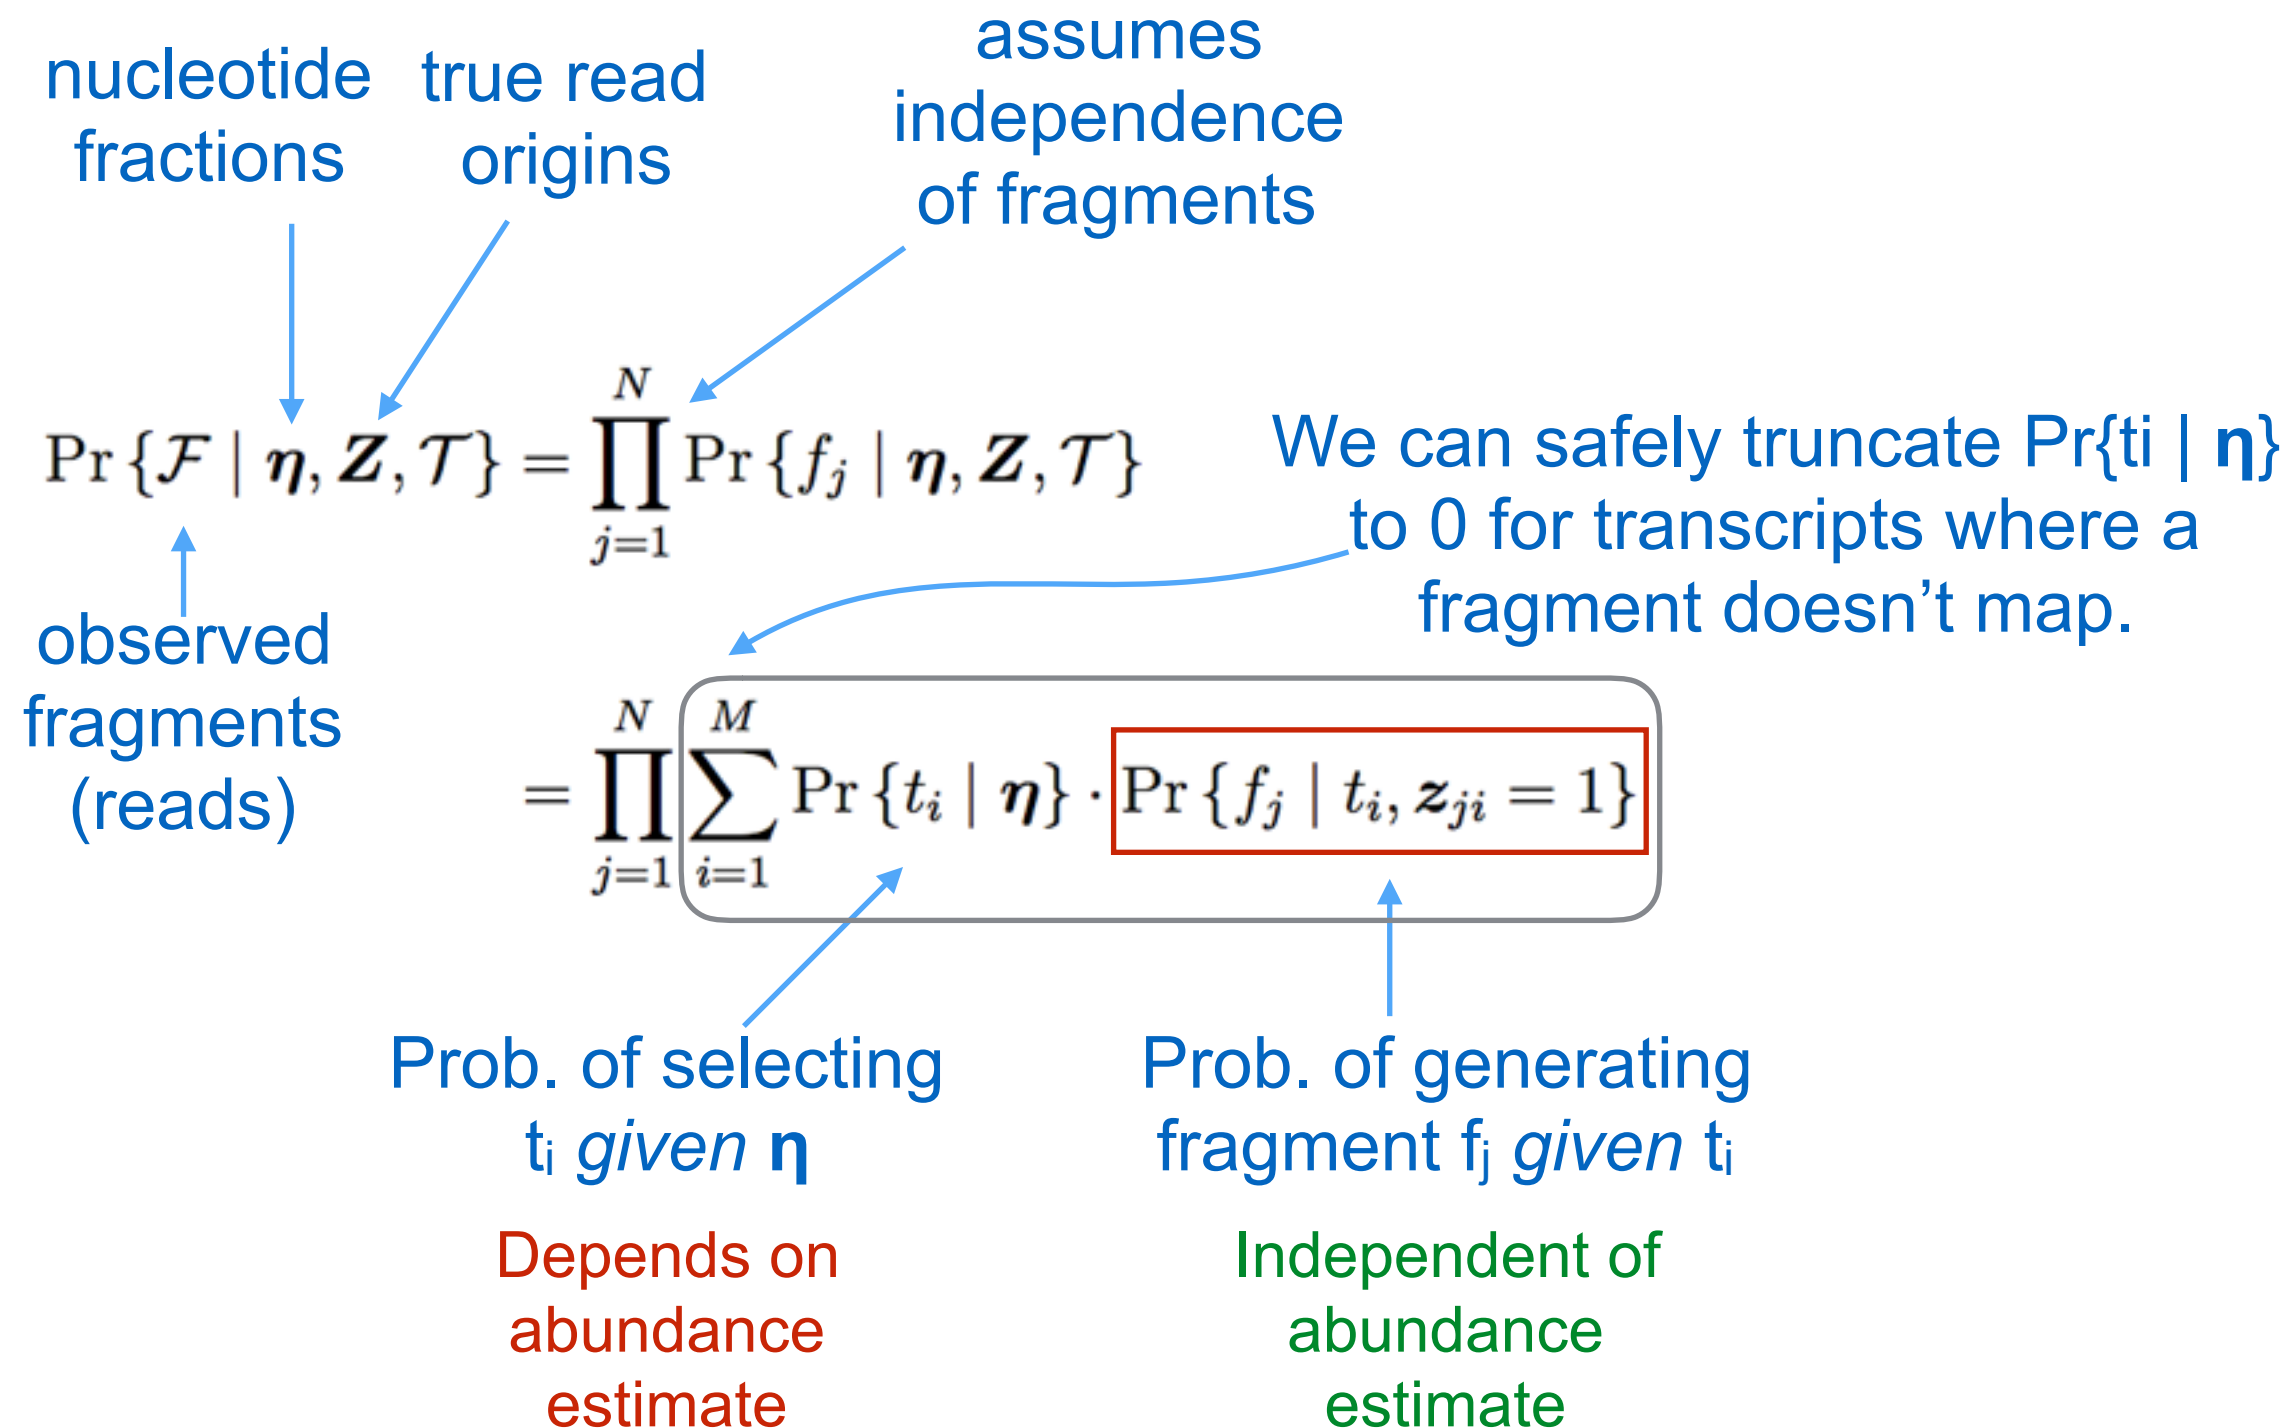 nucleotide
fractions
true read
origins
assumes
independence
of fragments
Pr {ℱ | 𝜼, 𝒁, 𝒯} = ∏_{j=1}^{N} Pr {f_j | 𝜼, 𝒁, 𝒯}
We can safely truncate Pr{ti | η}
to 0 for transcripts where a
fragment doesn’t map.
observed
fragments
(reads)
= ∏_{j=1}^{N} ∑_{i=1}^{M} Pr {t_i | 𝜼} · Pr {f_j | t_i, 𝒛_{ji} = 1}
Prob. of selecting
t_i given η
Depends on
abundance
estimate
Prob. of generating
fragment f_j given t_i
Independent of
abundance
estimate